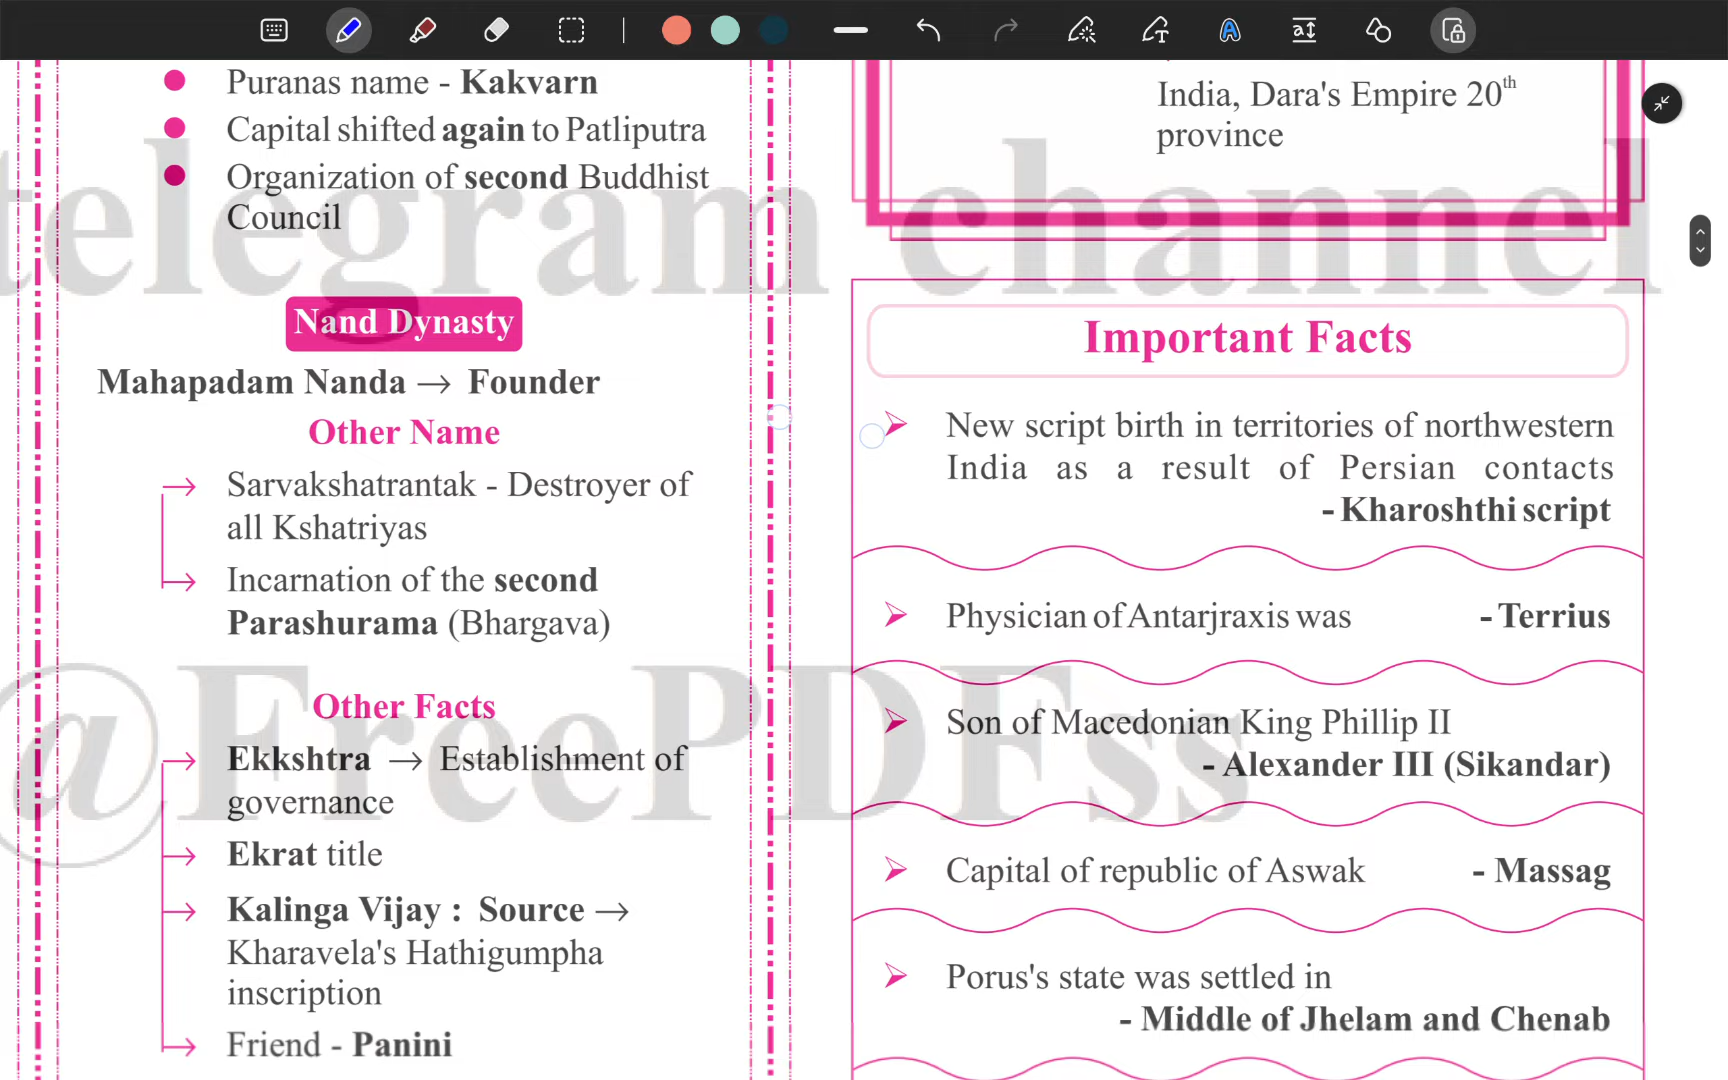 Puranas name - Kakvarn
Capital shifted again to Patliputra
Organization of second Buddhist
Council
Nand Dynasty
Mahapadam Nanda → Founder
Other Name
→ Sarvakshatrantak - Destroyer of
all Kshatriyas
→ Incarnation of the second
Parashurama (Bhargava)
Other Facts
→ Ekkshtra → Establishment of
governance
→ Ekrat title
→ Kalinga Vijay : Source →
Kharavela's Hathigumpha
inscription
→ Friend - Panini
India, Dara's Empire 20th
province
Important Facts
New script birth in territories of northwestern
India as a result of Persian contacts
- Kharoshthi script
Physician of Antarjraxis was - Terrius
Son of Macedonian King Phillip II
- Alexander III (Sikandar)
Capital of republic of Aswak - Massag
Porus's state was settled in
- Middle of Jhelam and Chenab
telegram channel
@FreePDFss